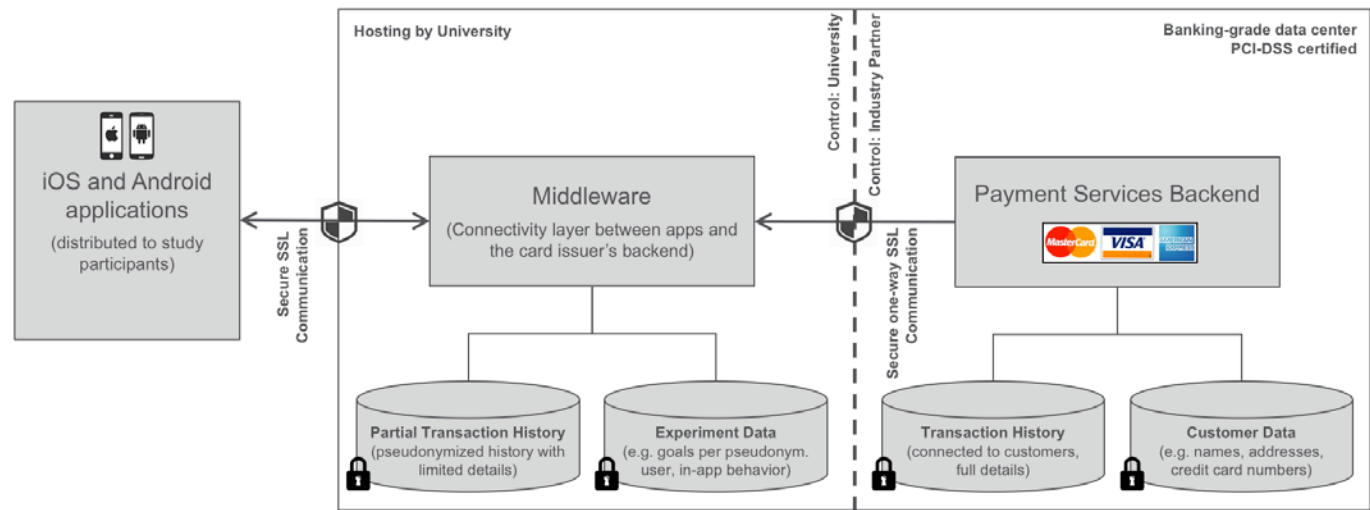 Hosting by University
Banking-grade data center
PCI-DSS certified
Control: University
Control: Industry Partner
iOS and Android
applications
(distributed to study
participants)
Secure SSL
Communication
Middleware
(Connectivity layer between apps and
the card issuer's backend)
Secure one-way SSL
Communication
Payment Services Backend
MasterCard
VISA
AMERICAN
EXPRESS
Partial Transaction History
(pseudonymized history with
limited details)
Experiment Data
(e.g. goals per pseudonym.
user, in-app behavior)
Transaction History
(connected to customers,
full details)
Customer Data
(e.g. names, addresses,
credit card numbers)